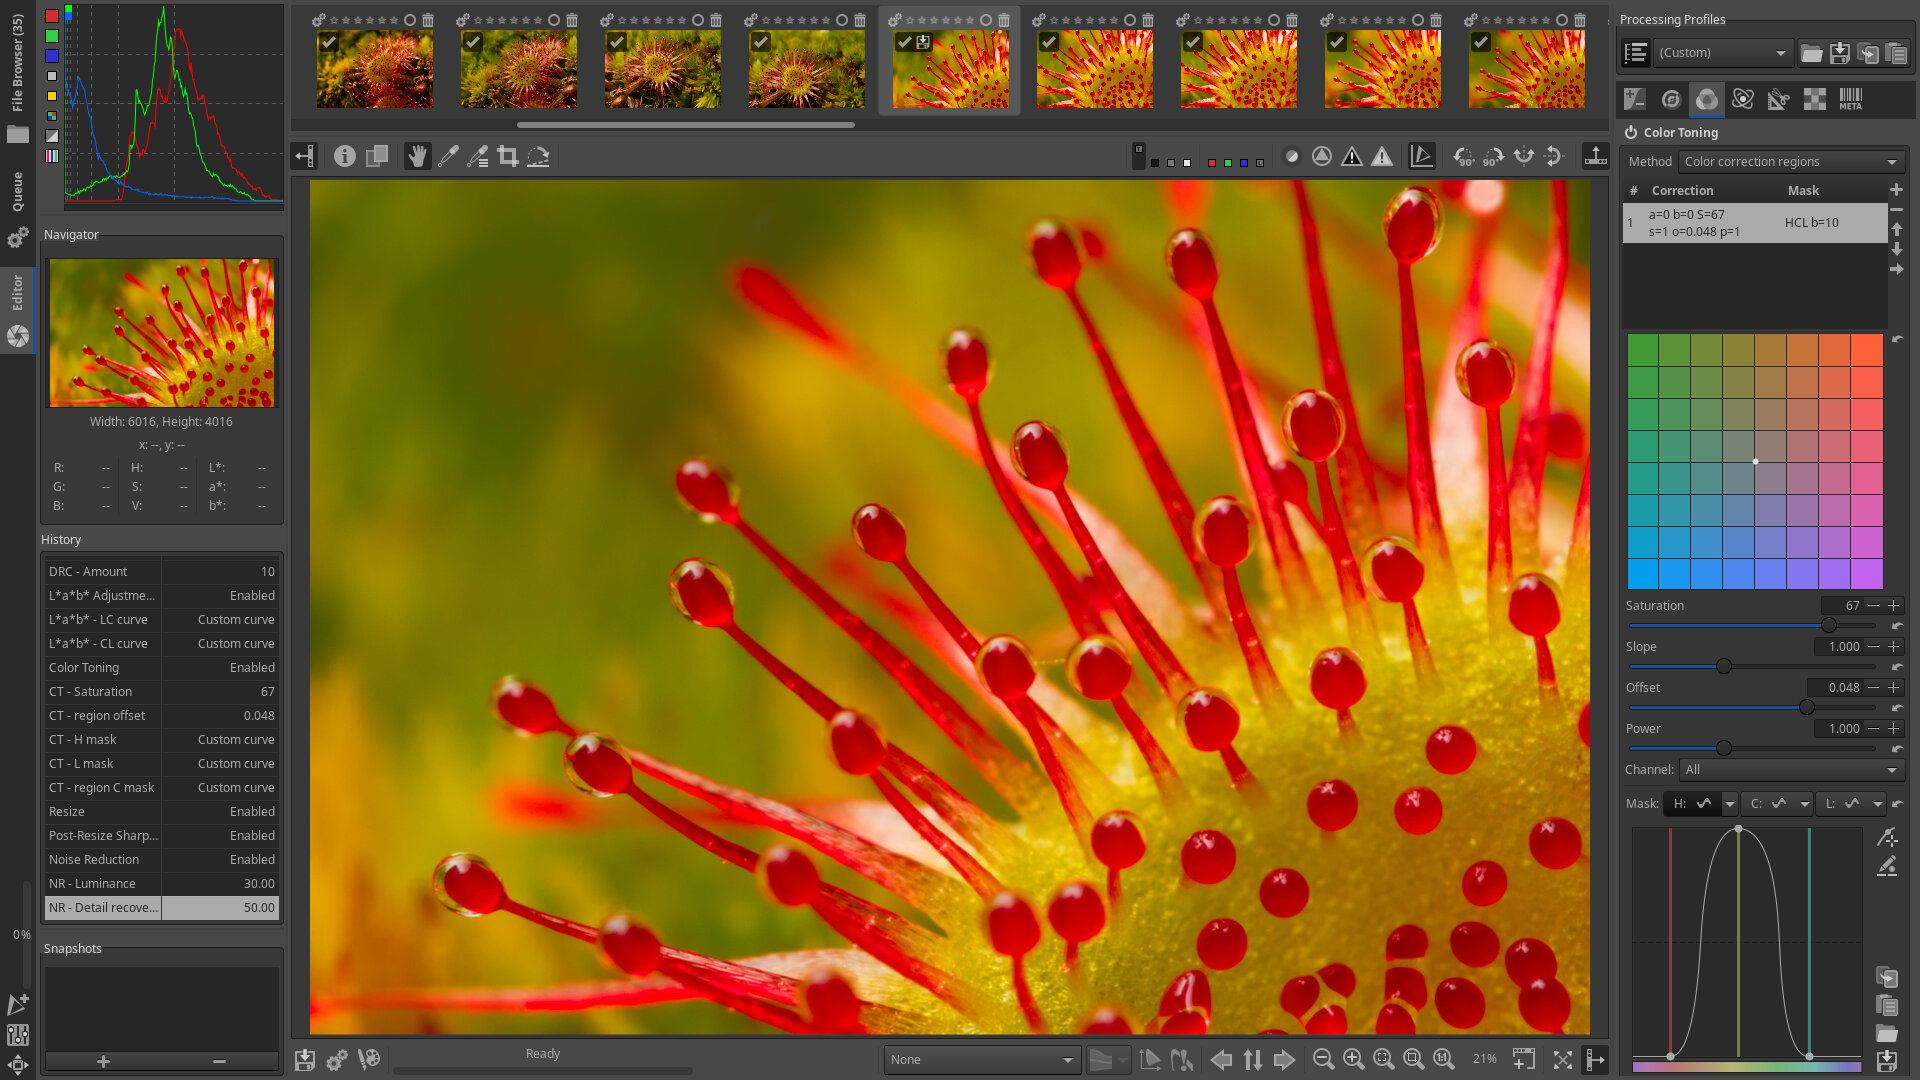 File Browser (35)
Queue
Editor
0%
Navigator
Width: 6016, Height: 4016
x: --, y: --
R: -- H: -- L*: --
G: -- S: -- a*: --
B: -- V: -- b*: --
History
DRC - Amount 10
L*a*b* Adjustme... Enabled
L*a*b* - LC curve Custom curve
L*a*b* - CL curve Custom curve
Color Toning Enabled
CT - Saturation 67
CT - region offset 0.048
CT - H mask Custom curve
CT - L mask Custom curve
CT - region C mask Custom curve
Resize Enabled
Post-Resize Sharp... Enabled
Noise Reduction Enabled
NR - Luminance 30.00
NR - Detail recove... 50.00
Snapshots
Ready
None
21%
Processing Profiles
(Custom)
META
Color Toning
Method Color correction regions
# Correction Mask
1 a=0 b=0 S=67 HCL b=10
s=1 o=0.048 p=1
Saturation 67
Slope 1.000
Offset 0.048
Power 1.000
Channel: All
Mask: H: C: L: